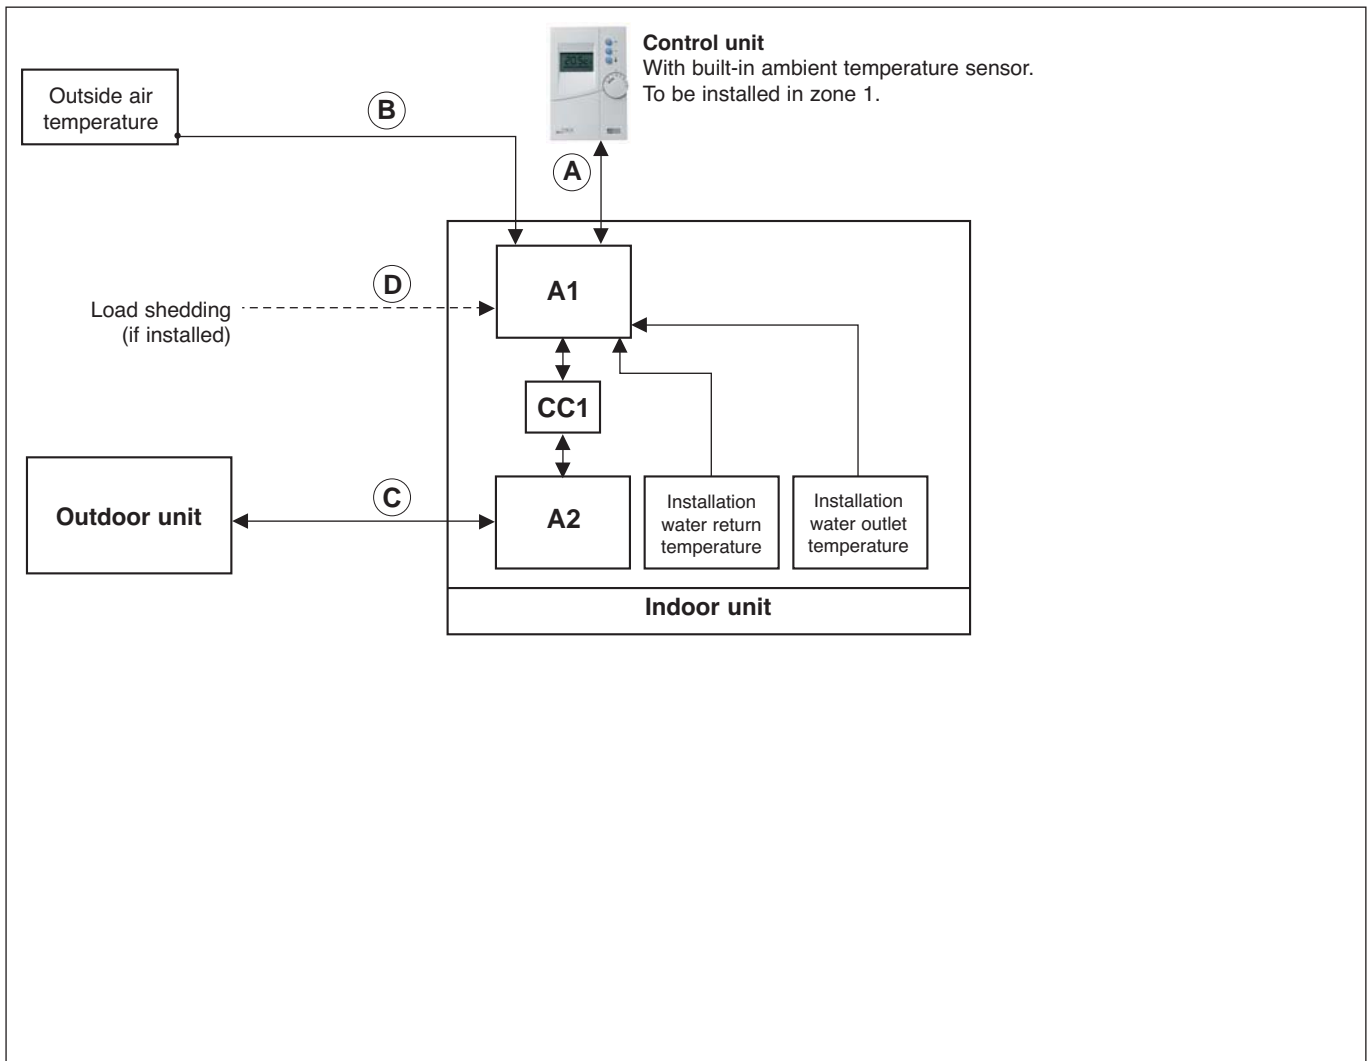 Control unit
With built-in ambient temperature sensor.
To be installed in zone 1.
Outside air
temperature
B
A
A1
D
Load shedding
(if installed)
CC1
Outdoor unit
C
A2
Installation
water return
temperature
Installation
water outlet
temperature
Indoor unit